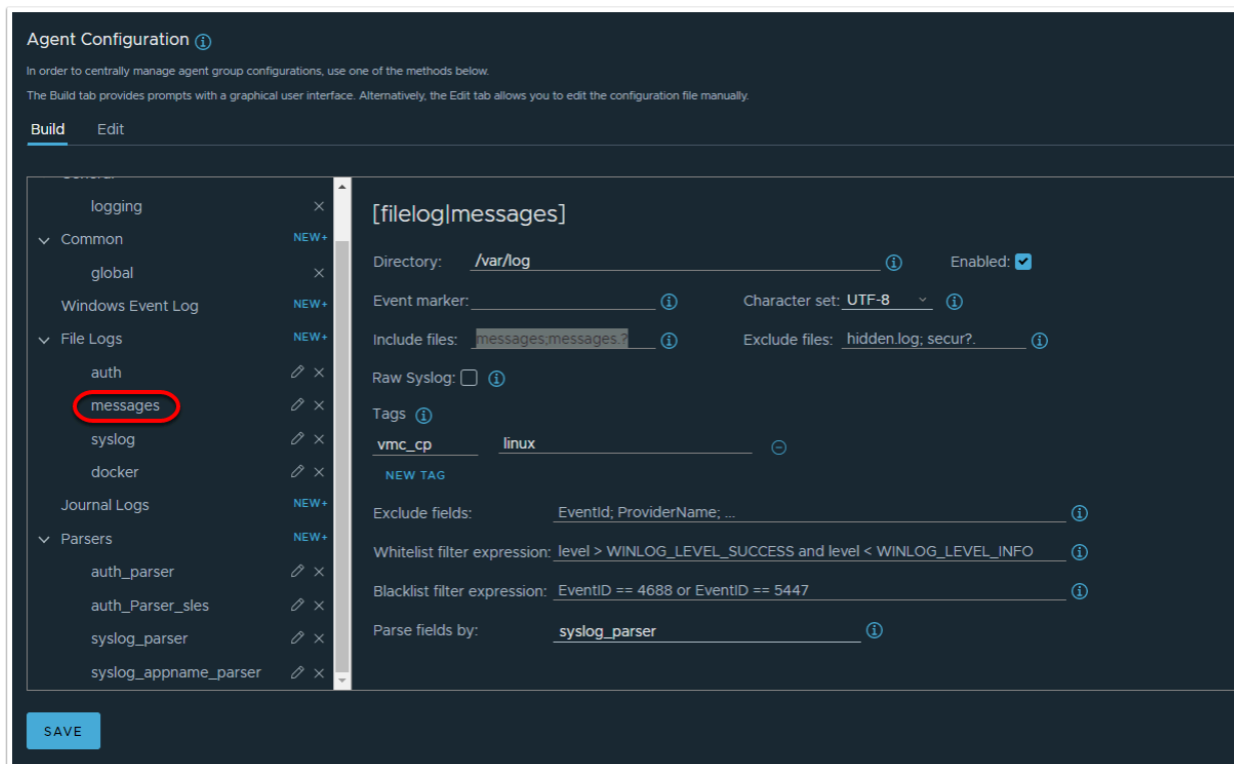 Agent Configuration
In order to centrally manage agent group configurations, use one of the methods below.
The Build tab provides prompts with a graphical user interface. Alternatively, the Edit tab allows you to edit the configuration file manually.
Build Edit
General
logging
Common NEW+
global
Windows Event Log NEW+
File Logs NEW+
auth
messages
syslog
docker
Journal Logs NEW+
Parsers NEW+
auth_parser
auth_Parser_sles
syslog_parser
syslog_appname_parser
[filelog|messages]
Directory: /var/log Enabled:
Event marker: Character set: UTF-8
Include files: messages;messages.? Exclude files: hidden.log; secur?.
Raw Syslog:
Tags
vmc_cp linux
NEW TAG
Exclude fields: EventId; ProviderName; ...
Whitelist filter expression: level > WINLOG_LEVEL_SUCCESS and level < WINLOG_LEVEL_INFO
Blacklist filter expression: EventID == 4688 or EventID == 5447
Parse fields by: syslog_parser
SAVE